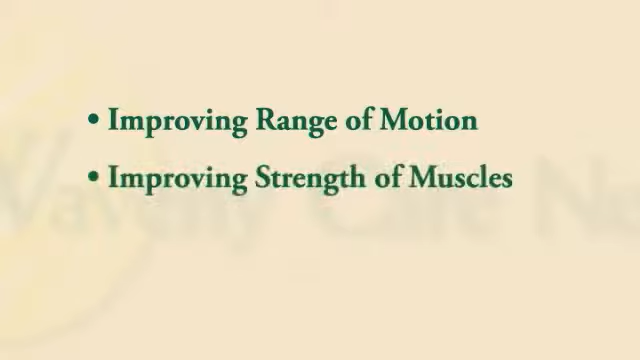 • Improving Range of Motion
• Improving Strength of Muscles